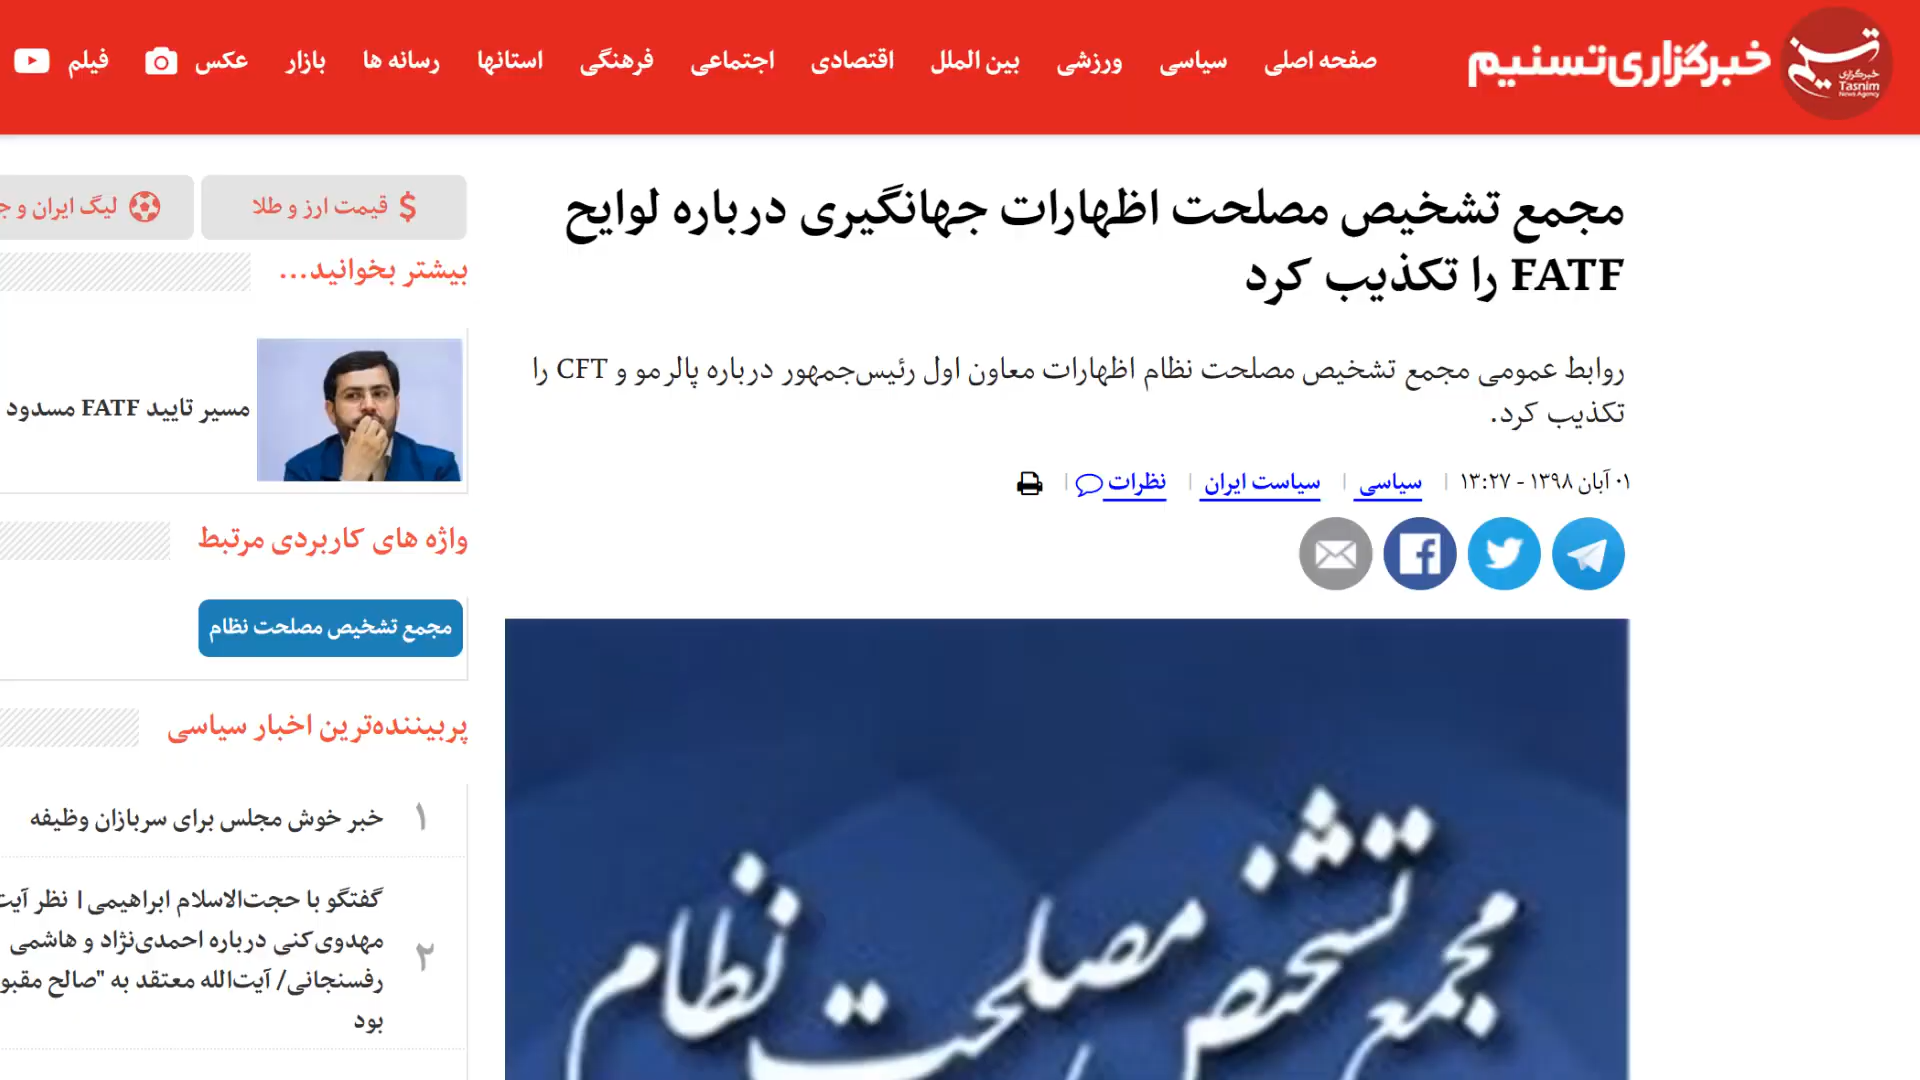 خبرگزاری تسنیم
تسنیم
خبرگزاری
Tasnim
News Agency
صفحه اصلی
سیاسی
ورزشی
بین الملل
اقتصادی
اجتماعی
فرهنگی
استانها
رسانه ها
بازار
عکس
فیلم
مجمع تشخیص مصلحت اظهارات جهانگیری درباره لوایح
FATF را تکذیب کرد
روابط عمومی مجمع تشخیص مصلحت نظام اظهارات معاون اول رئیس‌جمهور درباره پالرمو و CFT را
تکذیب کرد.
۰۱ آبان ۱۳۹۸ - ۱۳:۲۷ | سیاسی | سیاست ایران | نظرات |
مجمع تشخیص مصلحت نظام
قیمت ارز و طلا
لیگ ایران و ج
بیشتر بخوانید...
مسیر تایید FATF مسدود
واژه های کاربردی مرتبط
مجمع تشخیص مصلحت نظام
پربیننده‌ترین اخبار سیاسی
۱ خبر خوش مجلس برای سربازان وظیفه
گفتگو با حجت‌الاسلام ابراهیمی| نظر آیت
۲ مهدوی‌کنی درباره احمدی‌نژاد و هاشمی
رفسنجانی/ آیت‌الله معتقد به "صالح مقبو
بود